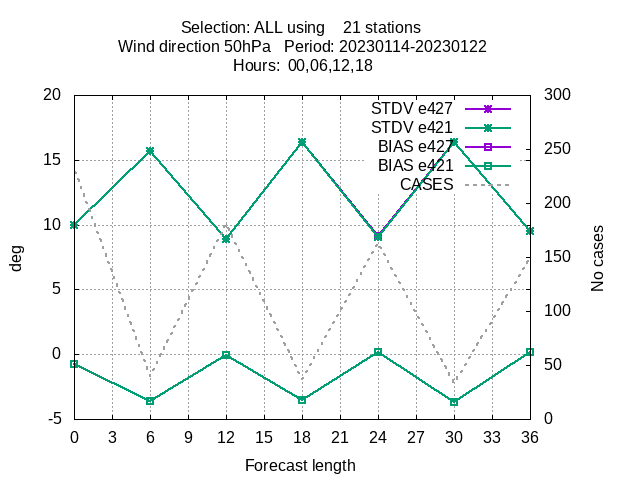 Selection: ALL using    21 stations
Wind direction 50hPa   Period: 20230114-20230122
Hours:  00,06,12,18
STDV e427
STDV e421
BIAS e427
BIAS e421
CASES
20
15
10
5
0
-5
deg
300
250
200
150
100
50
0
No cases
0 3 6 9 12 15 18 21 24 27 30 33 36
Forecast length